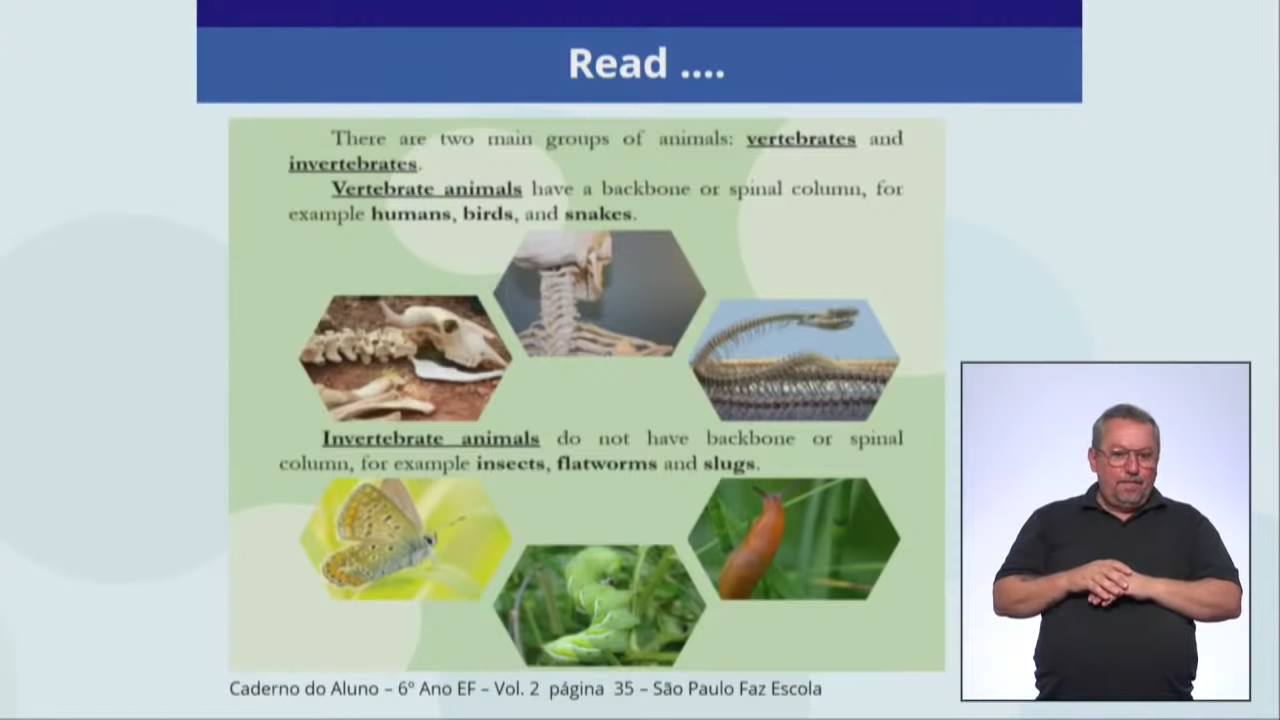 Read ....
There are two main groups of animals: vertebrates and
invertebrates.
Vertebrate animals have a backbone or spinal column, for
example humans, birds, and snakes.
Invertebrate animals do not have backbone or spinal
column, for example insects, flatworms and slugs.
Caderno do Aluno – 6º Ano EF – Vol. 2 página 35 – São Paulo Faz Escola